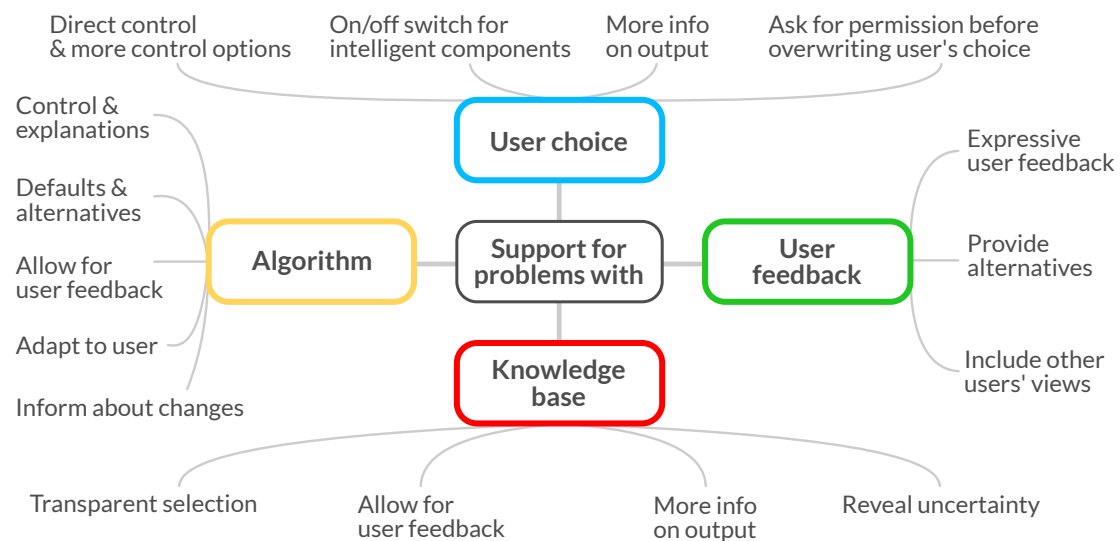 Direct control
& more control options
On/off switch for
intelligent components
More info
on output
Ask for permission before
overwriting user's choice
User choice
Control &
explanations
Defaults &
alternatives
Allow for
user feedback
Adapt to user
Inform about changes
Algorithm
Support for
problems with
User
feedback
Expressive
user feedback
Provide
alternatives
Include other
users' views
Knowledge
base
Transparent selection
Allow for
user feedback
More info
on output
Reveal uncertainty